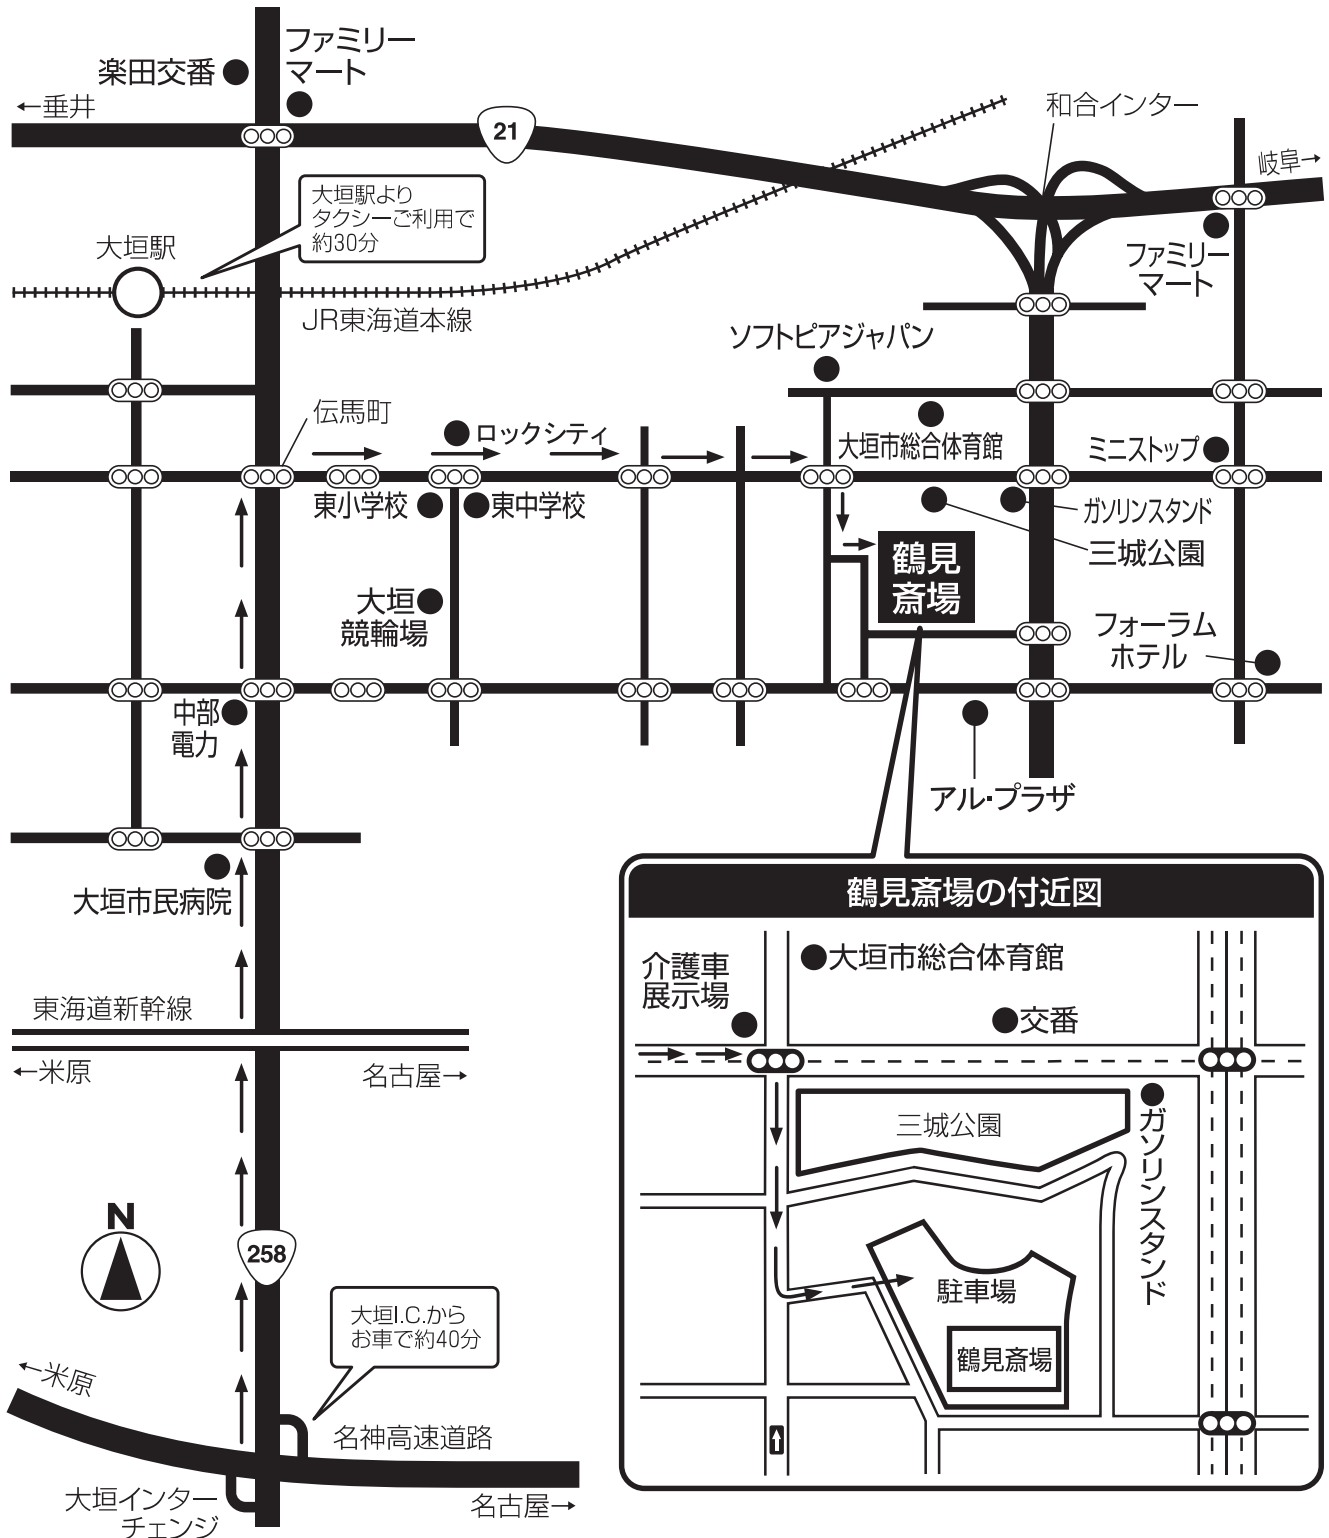 ファミリー
マート
楽田交番
←垂井
21
和合インター
岐阜→
大垣駅より
タクシーご利用で
約30分
大垣駅
ファミリー
マート
JR東海道本線
ソフトピアジャパン
伝馬町
ロックシティ
大垣市総合体育館
ミニストップ
東小学校
東中学校
ガソリンスタンド
三城公園
鶴見
斎場
大垣
競輪場
フォーラム
ホテル
中部
電力
アル・プラザ
大垣市民病院
東海道新幹線
←米原
名古屋→
N
258
大垣I.C.から
お車で約40分
←米原
名神高速道路
大垣インター
チェンジ
名古屋→
鶴見斎場の付近図
介護車
展示場
大垣市総合体育館
交番
三城公園
ガソリンスタンド
駐車場
鶴見斎場